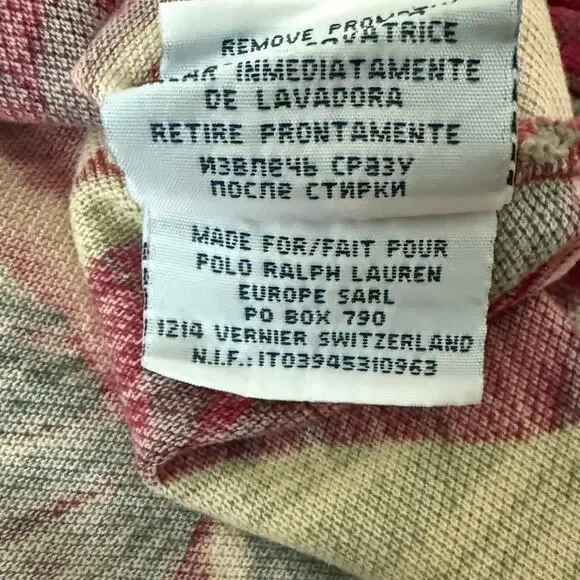 REMOVE
INMEDIATAMENTE
DE LAVADORA
RETIRE PRONTAMENTE
ИЗВЛЕЧЬ СРАЗУ
ПОСЛЕ СТИРКИ
MADE FOR/FAIT POUR
POLO RALPH LAUREN
EUROPE SARL
PO BOX 790
1214 VERNIER SWITZERLAND
N.I.F.:IT03945310963